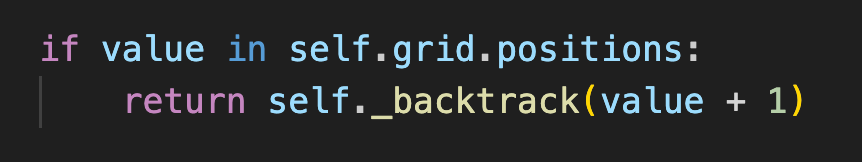 if value in self.grid.positions:
    return self._backtrack(value + 1)